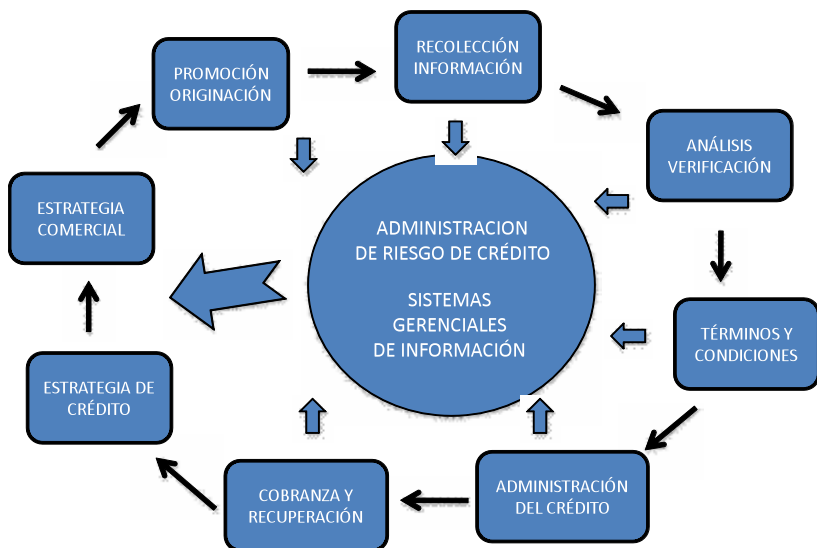 PROMOCIÓN
ORIGINACIÓN
RECOLECCIÓN
INFORMACIÓN
ANÁLISIS
VERIFICACIÓN
TÉRMINOS Y
CONDICIONES
ADMINISTRACIÓN
DEL CRÉDITO
COBRANZA Y
RECUPERACIÓN
ESTRATEGIA DE
CRÉDITO
ESTRATEGIA
COMERCIAL
ADMINISTRACION
DE RIESGO DE CRÉDITO
SISTEMAS
GERENCIALES
DE INFORMACIÓN